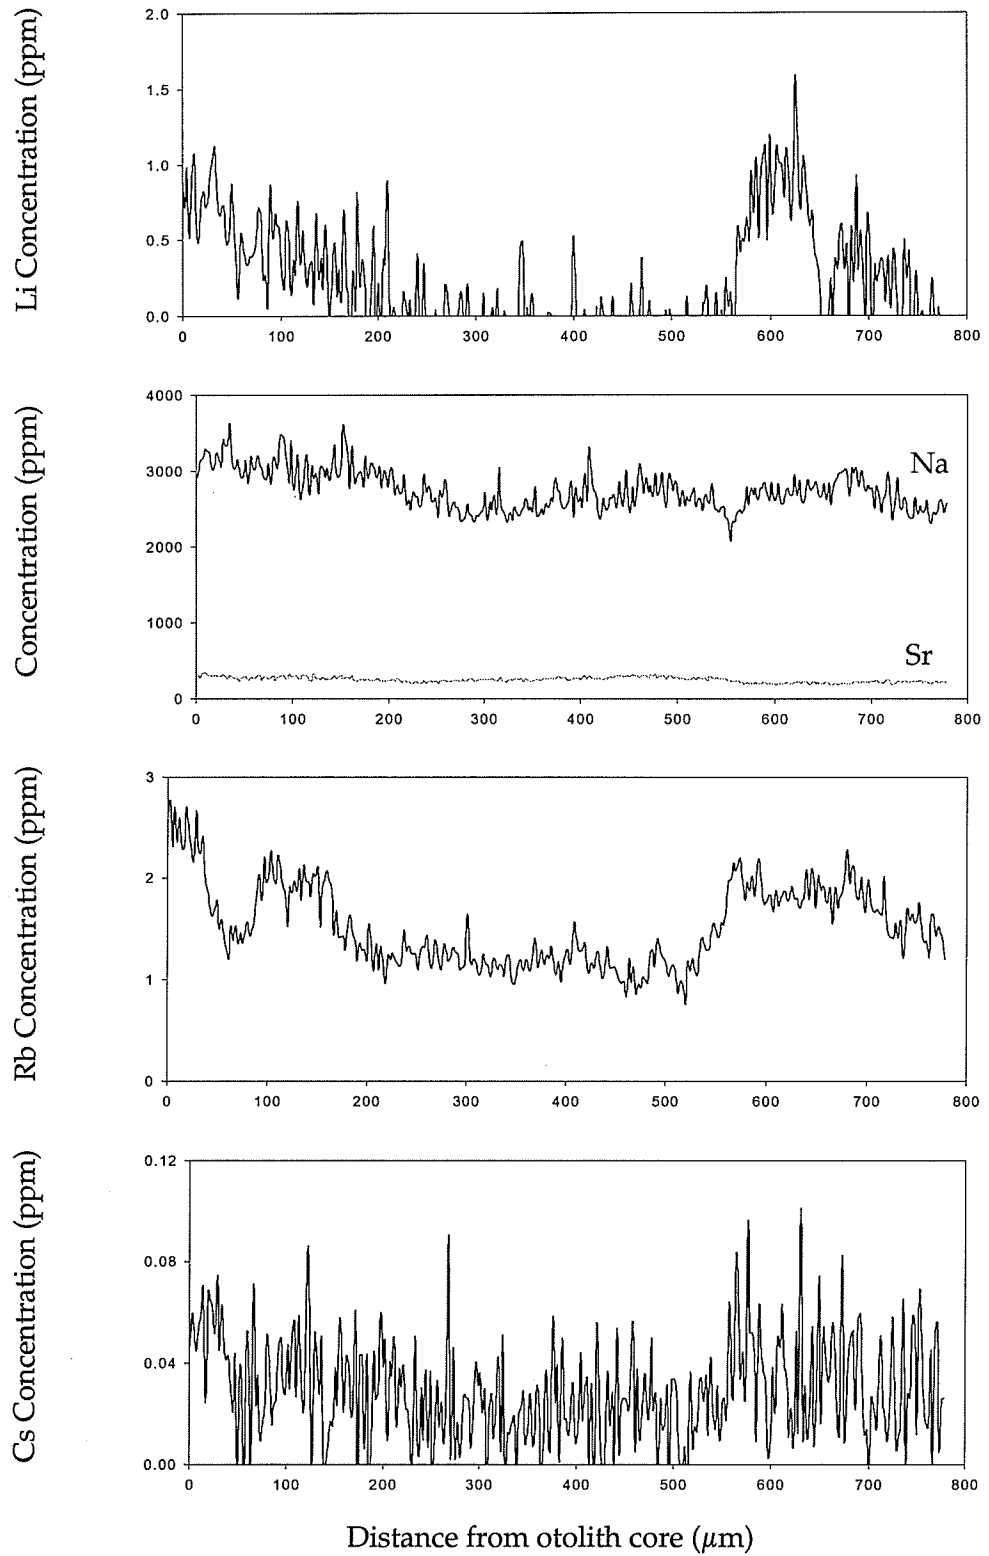 Li Concentration (ppm)
2.0
1.5
1.0
0.5
0.0
0 100 200 300 400 500 600 700 800
Concentration (ppm)
4000
3000
2000
1000
0
Na
Sr
0 100 200 300 400 500 600 700 800
Rb Concentration (ppm)
3
2
1
0
0 100 200 300 400 500 600 700 800
Cs Concentration (ppm)
0.12
0.08
0.04
0.00
0 100 200 300 400 500 600 700 800
Distance from otolith core (μm)